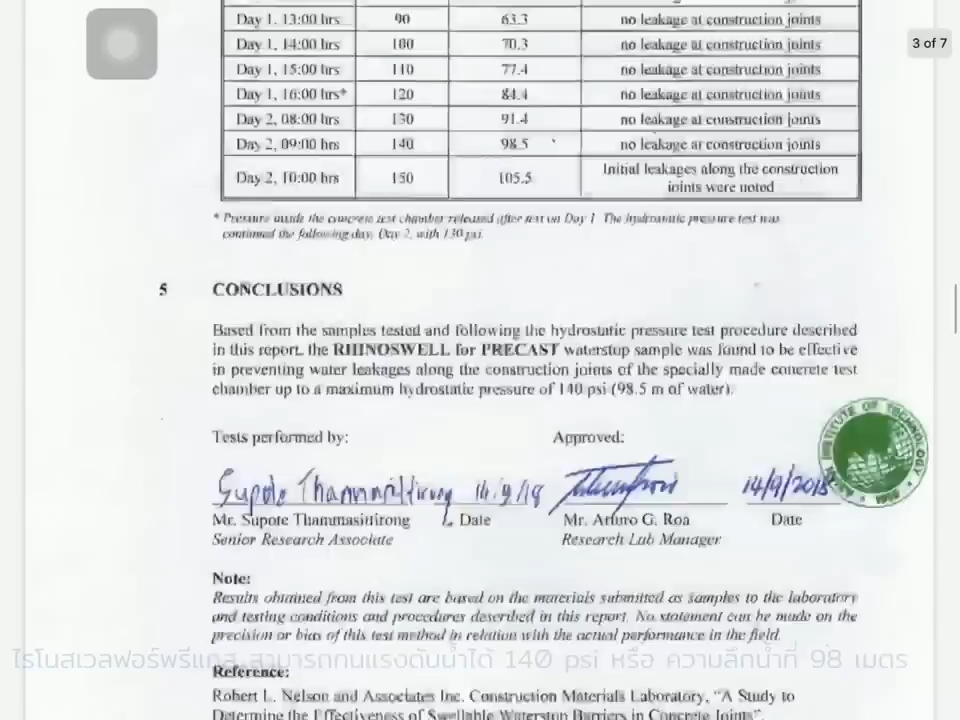 Day 1. 13:00 hrs 90 63.3 no leakage at construction joints
3 of 7
Day 1, 14:00 hrs 100 70.3 no leakage at construction joints
Day 1, 15:00 hrs 110 77.4 no leakage at construction joints
Day 1, 16:00 hrs* 120 84.4 no leakage at construction joints
Day 2, 08:00 hrs 130 91.4 no leakage at construction joints
Day 2, 09:00 hrs 140 98.5 no leakage at construction joints
Day 2, 10:00 hrs 150 105.5 Initial leakages along the construction
joints were noted
* Pressure inside the concrete test chamber released after test on Day 1. The hydrostatic pressure test was
continued the following day, Day 2, with 130 psi.
5 CONCLUSIONS
Based from the samples tested and following the hydrostatic pressure test procedure described
in this report, the RHINOSWELL for PRECAST waterstop sample was found to be effective
in preventing water leakages along the construction joints of the specially made concrete test
chamber up to a maximum hydrostatic pressure of 140 psi (98.5 m of water).
Tests performed by: Approved:
Supote Thammasittirong 14/9/18 14/9/2018
Mr. Supote Thammasittirong Date Mr. Arturo G. Roa Date
Senior Research Associate Research Lab Manager
INSTITUTE OF TECHNOLOGY
Note:
Results obtained from this test are based on the materials submitted as samples to the laboratory
and testing conditions and procedures described in this report. No statement can be made on the
precision or bias of this test method in relation with the actual performance in the field.
ไรโนสเวลฟอร์พรีแคส สามารถทนแรงดันน้ำได้ 140 psi หรือ ความลึกน้ำที่ 98 เมตร
Reference:
Robert L. Nelson and Associates Inc. Construction Materials Laboratory, "A Study to
Determine the Effectiveness of Swellable Waterstop Barriers in Concrete Joints".